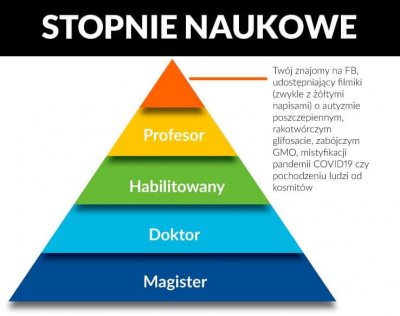 STOPNIE NAUKOWE
Twój znajomy na FB,
udostępniający filmiki
(zwykle z żółtymi
napisami) o autyzmie
poszczepiennym,
rakotwórczym
glifosacie, zabójczym
GMO, mistyfikacji
pandemii COVID19 czy
pochodzeniu ludzi od
kosmitów
Profesor
Habilitowany
Doktor
Magister